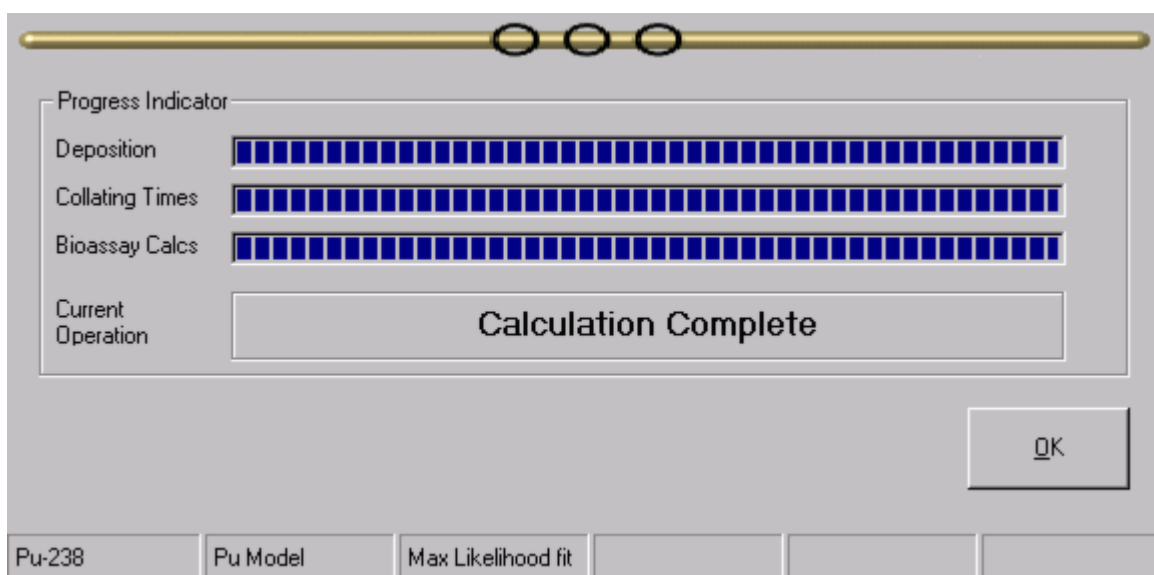 Progress Indicator
Deposition
Collating Times
Bioassay Calcs
Current
Operation
Calculation Complete
OK
Pu-238 Pu Model Max Likelihood fit